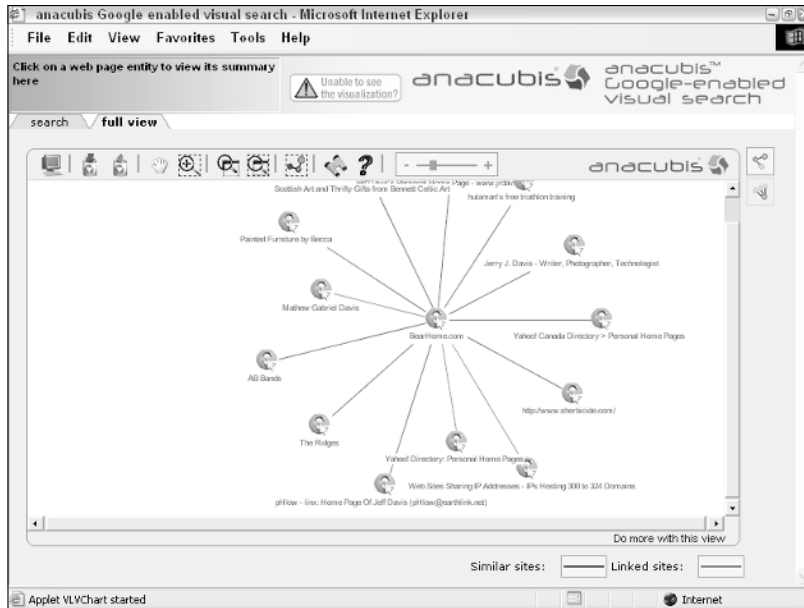 anacubis Google enabled visual search - Microsoft Internet Explorer
File Edit View Favorites Tools Help
Click on a web page entity to view its summary
here
Unable to see
the visualization?
anacubis
anacubis™
Google-enabled
visual search
search
full view
- +
anacubis
Home Page - www.jrdav
Scottish Art and Thrifty Gifts from Bennett Celtic Art
free triathlon training
Painted Furniture by Becca
Jerry J. Davis - Writer, Photographer, Technologist
Mathew Gabriel Davis
BearHome.com
Yahoo! Canada Directory > Personal Home Pages
AB Bands
http://www.sherbicide.com/
The Ridges
Yahoo! Directory: Personal Home Pages
Web Sites Sharing IP Addresses - IPs Hosting 300 to 324 Domains
pHlow - linx: Home Page Of Jeff Davis (pHlow@earthlink.net)
Do more with this view
Similar sites:
Linked sites:
Applet VLVChart started
Internet